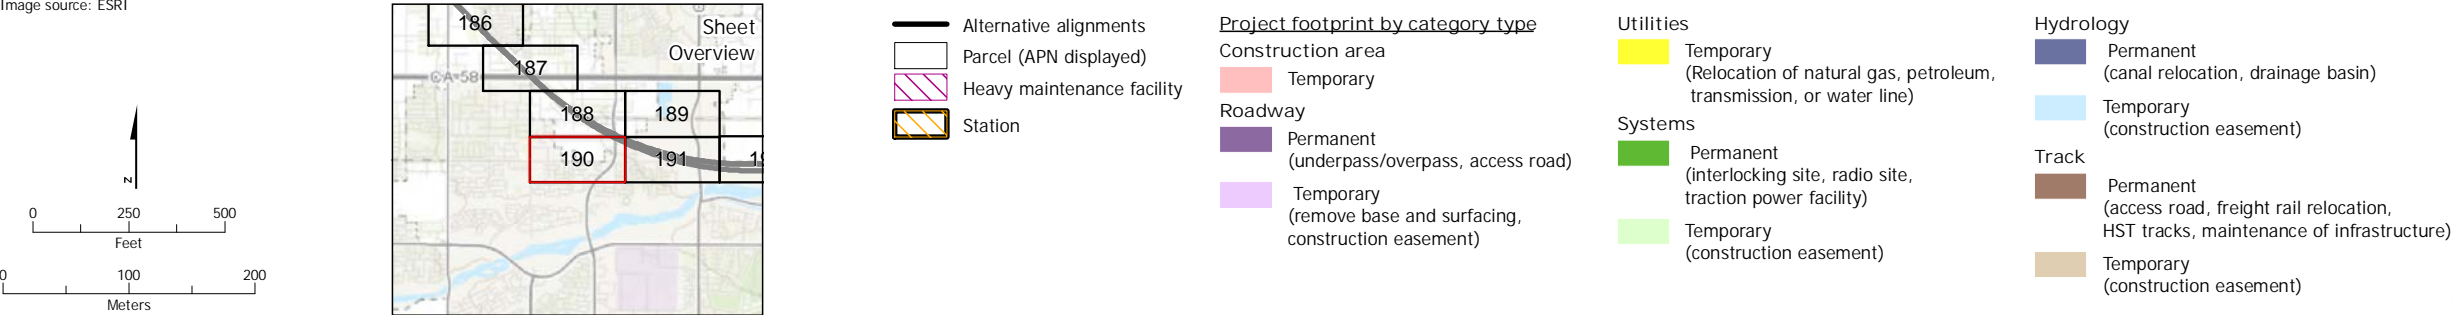 Image source: ESRI
N
0 250 500
Feet
0 100 200
Meters
Sheet
Overview
186
187
CA-58
188
189
190
191
19
Alternative alignments
Parcel (APN displayed)
Heavy maintenance facility
Station
Project footprint by category type
Construction area
Temporary
Roadway
Permanent
(underpass/overpass, access road)
Temporary
(remove base and surfacing,
construction easement)
Utilities
Temporary
(Relocation of natural gas, petroleum,
transmission, or water line)
Systems
Permanent
(interlocking site, radio site,
traction power facility)
Temporary
(construction easement)
Hydrology
Permanent
(canal relocation, drainage basin)
Temporary
(construction easement)
Track
Permanent
(access road, freight rail relocation,
HST tracks, maintenance of infrastructure)
Temporary
(construction easement)